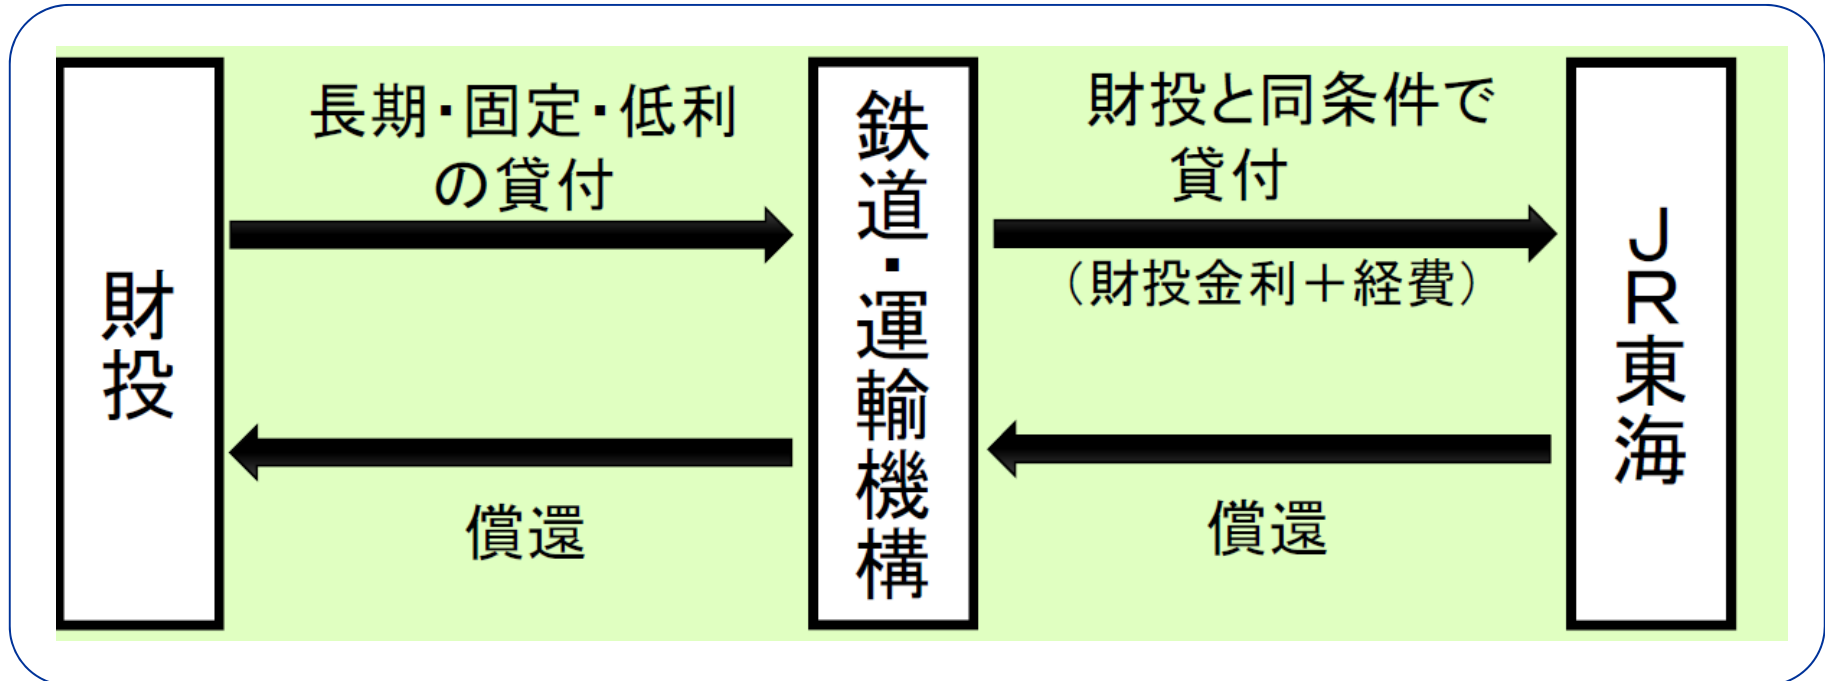 財投
長期・固定・低利
の貸付
償還
鉄道・運輸機構
財投と同条件で
貸付
（財投金利＋経費）
償還
ＪＲ東海